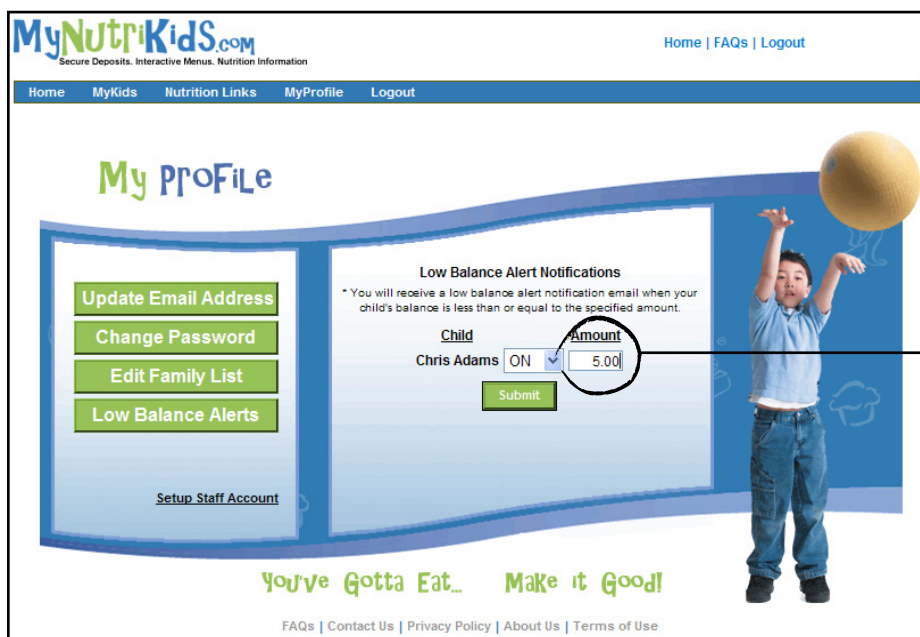 MyNutriKids.com
Secure Deposits. Interactive Menus. Nutrition Information
Home | FAQs | Logout
Home MyKids Nutrition Links MyProfile Logout
My Profile
Update Email Address
Change Password
Edit Family List
Low Balance Alerts
Setup Staff Account
Low Balance Alert Notifications
* You will receive a low balance alert notification email when your
child's balance is less than or equal to the specified amount.
Child Amount
Chris Adams ON 5.00
Submit
You've Gotta Eat... Make it Good!
FAQs | Contact Us | Privacy Policy | About Us | Terms of Use